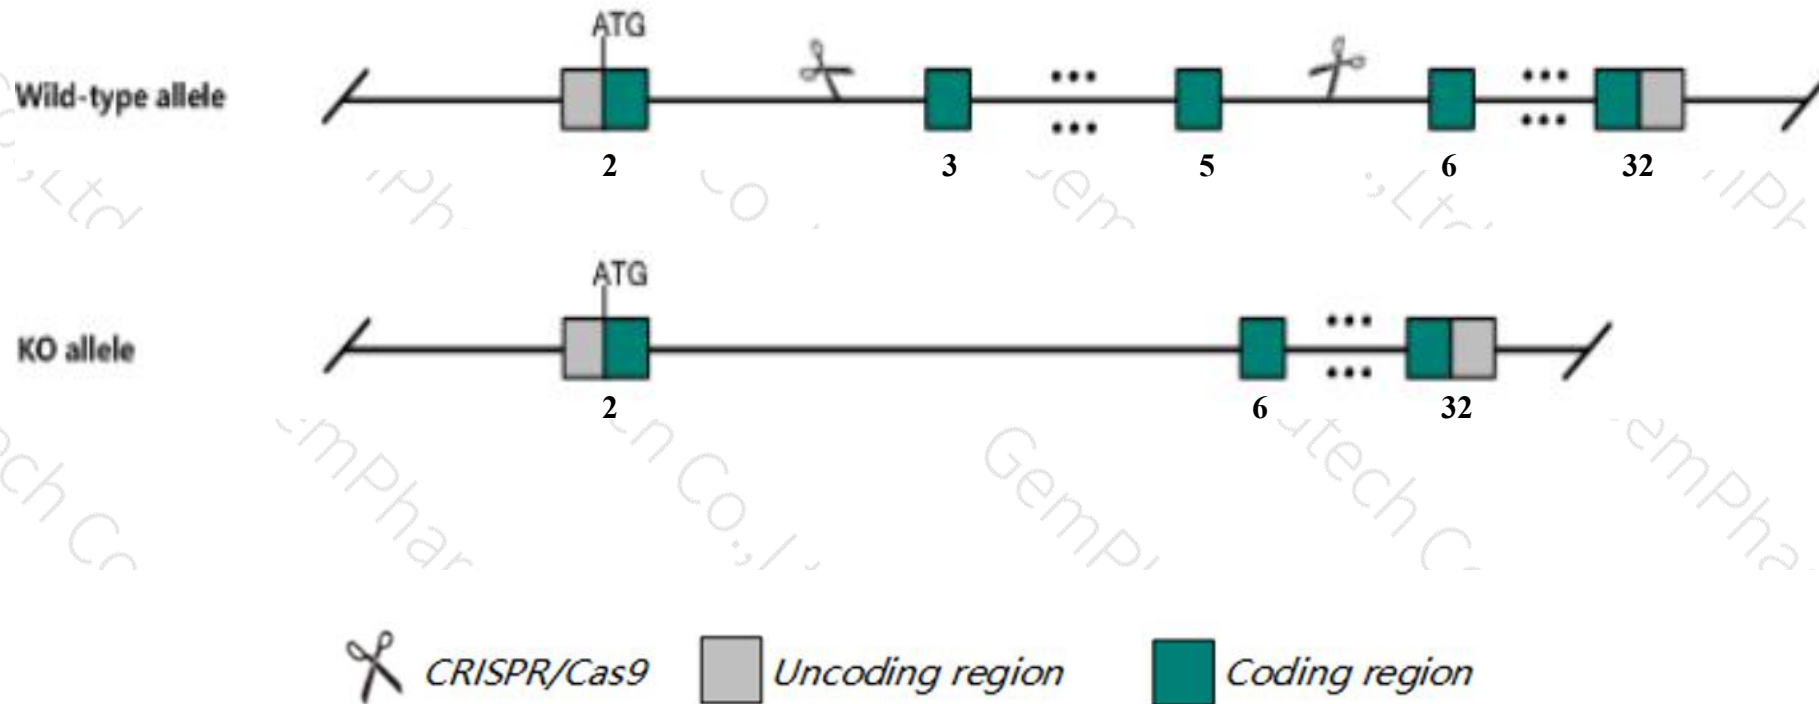 ATG
Wild-type allele
2 3 5 6 32
ATG
KO allele
2 6 32
CRISPR/Cas9 Uncoding region Coding region